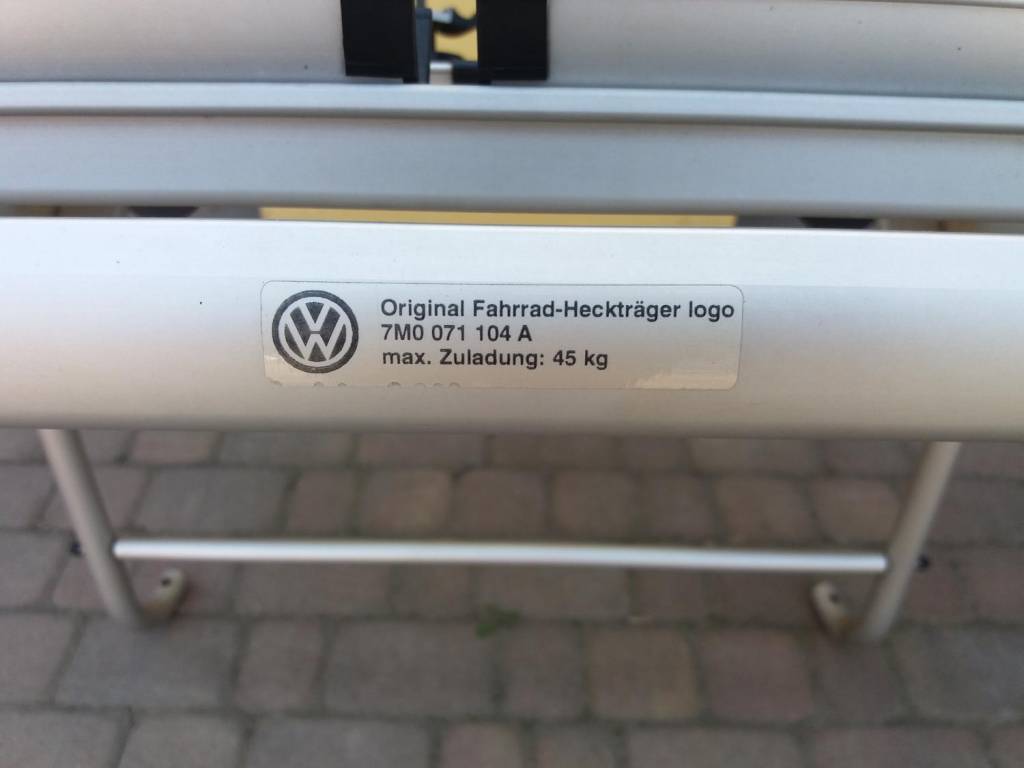 Original Fahrrad-Heckträger logo
7M0 071 104 A
max. Zuladung: 45 kg